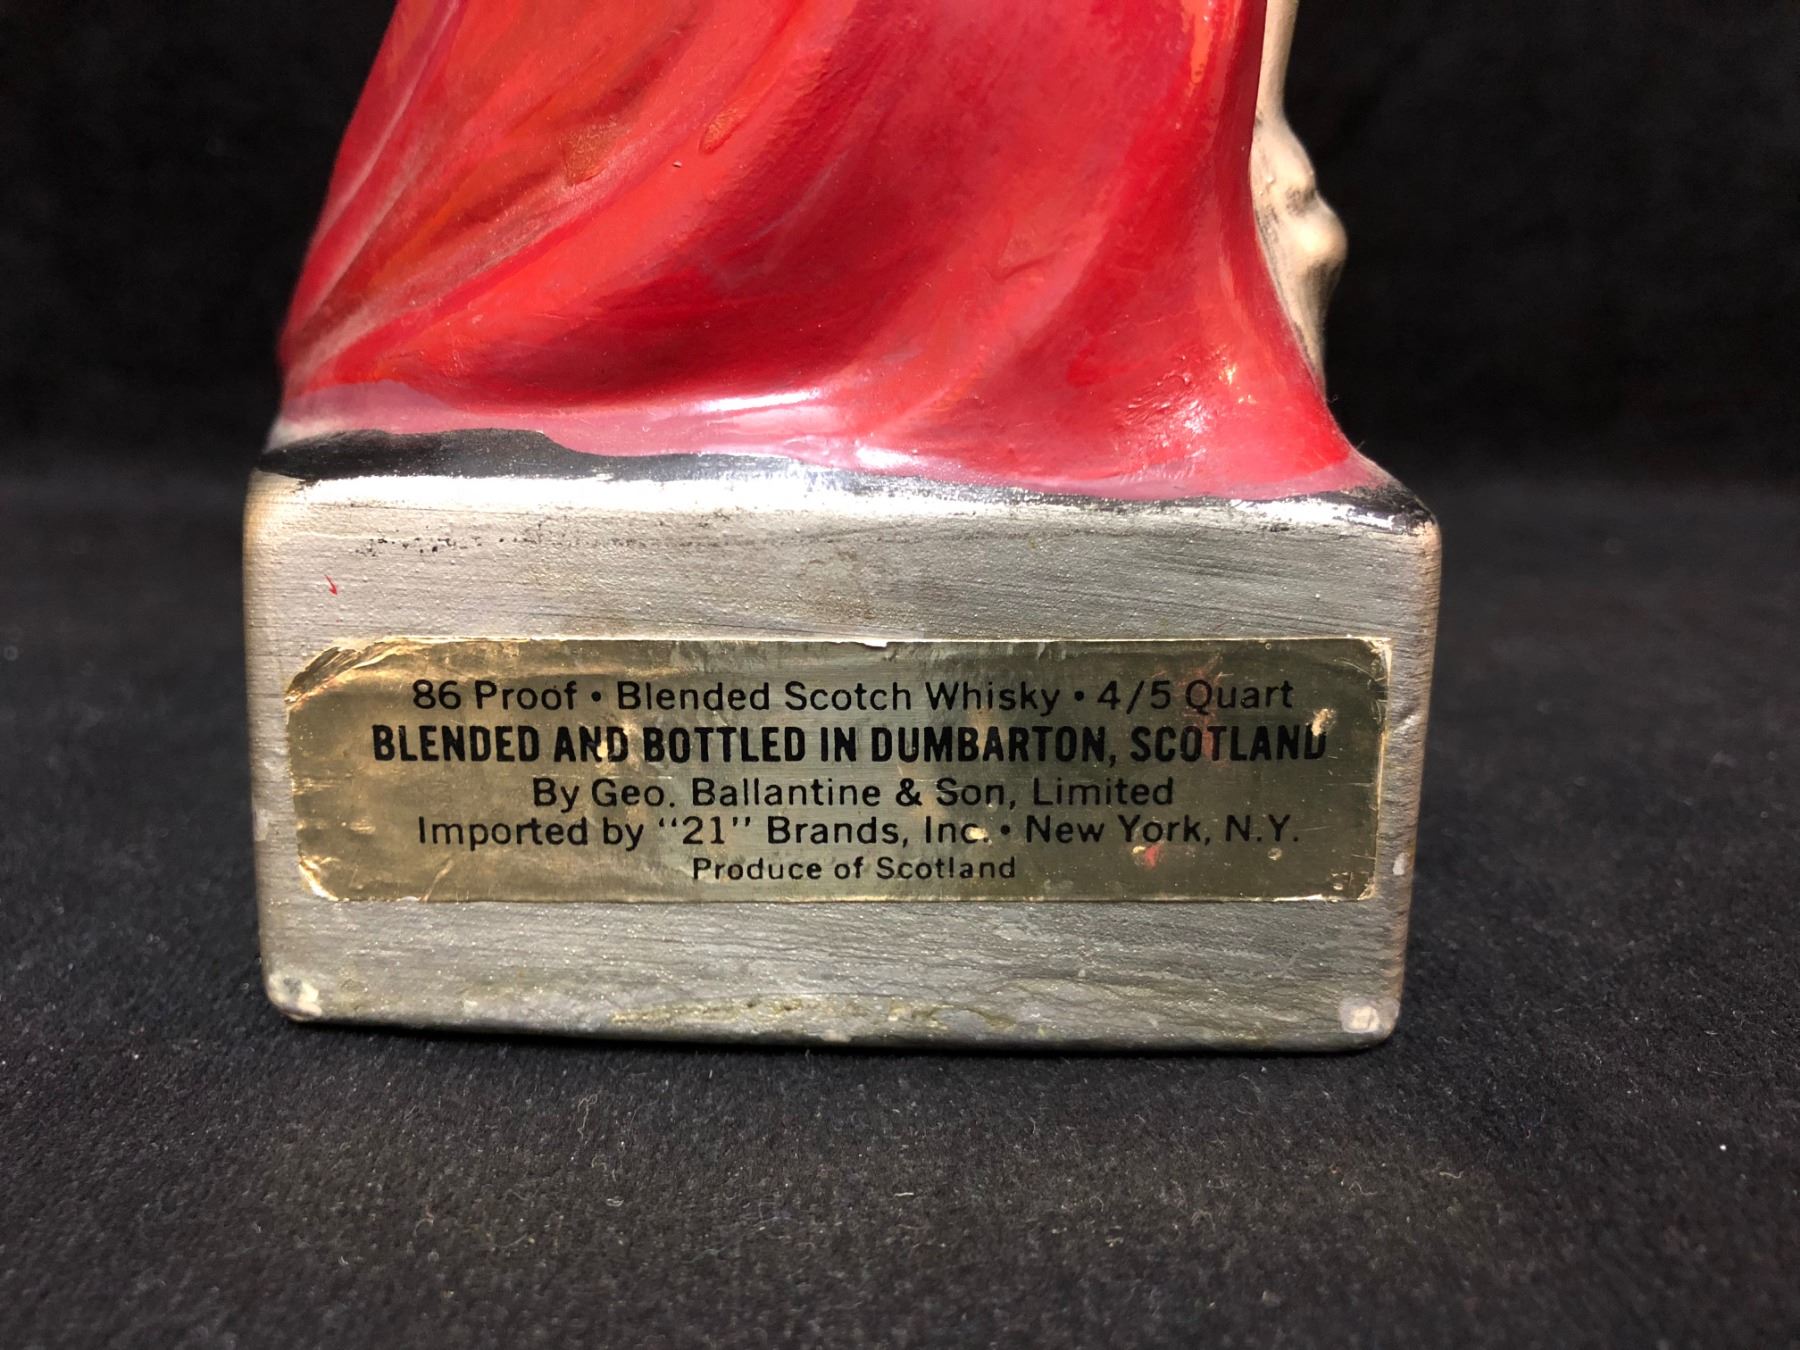 86 Proof • Blended Scotch Whisky • 4/5 Quart
BLENDED AND BOTTLED IN DUMBARTON, SCOTLAND
By Geo. Ballantine & Son, Limited
Imported by "21" Brands, Inc. • New York, N.Y.
Produce of Scotland